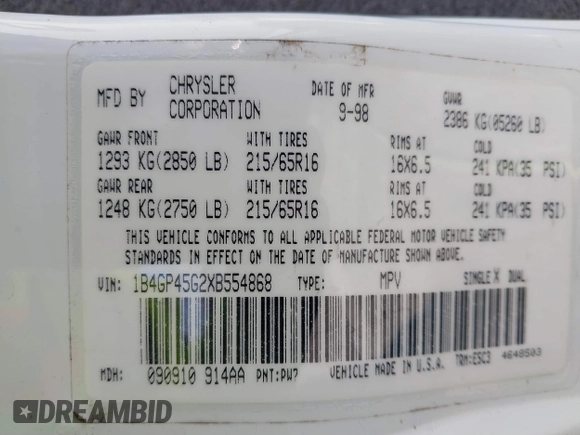 MFD BY CHRYSLER CORPORATION DATE OF MFR 9-98 GVWR 2386 KG(05260 LB)
GAWR FRONT WITH TIRES RIMS AT COLD
1293 KG(2850 LB) 215/65R16 16X6.5 241 KPA(35 PSI)
GAWR REAR WITH TIRES RIMS AT COLD
1248 KG(2750 LB) 215/65R16 16X6.5 241 KPA(35 PSI)
THIS VEHICLE CONFORMS TO ALL APPLICABLE FEDERAL MOTOR VEHICLE SAFETY
STANDARDS IN EFFECT ON THE DATE OF MANUFACTURE SHOWN ABOVE.
VIN: 1B4GP45G2XB554868 TYPE: MPV SINGLE X DUAL
MDH: 090910 914AA PNT:PW7 VEHICLE MADE IN U.S.A. TRM:E5C3 4648503
DREAMBID